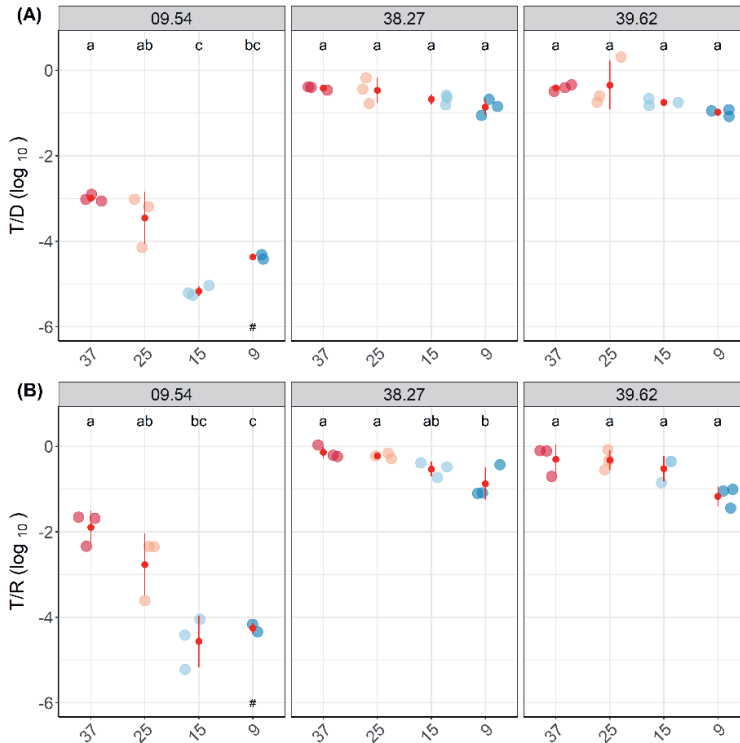 (A)
09.54 38.27 39.62
a ab c bc a a a a a a a a
0
-2
-4
-6
T/D (log 10)
#
37 25 15 9 37 25 15 9 37 25 15 9
(B)
09.54 38.27 39.62
a ab bc c a a ab b a a a a
0
-2
-4
-6
T/R (log 10)
#
37 25 15 9 37 25 15 9 37 25 15 9